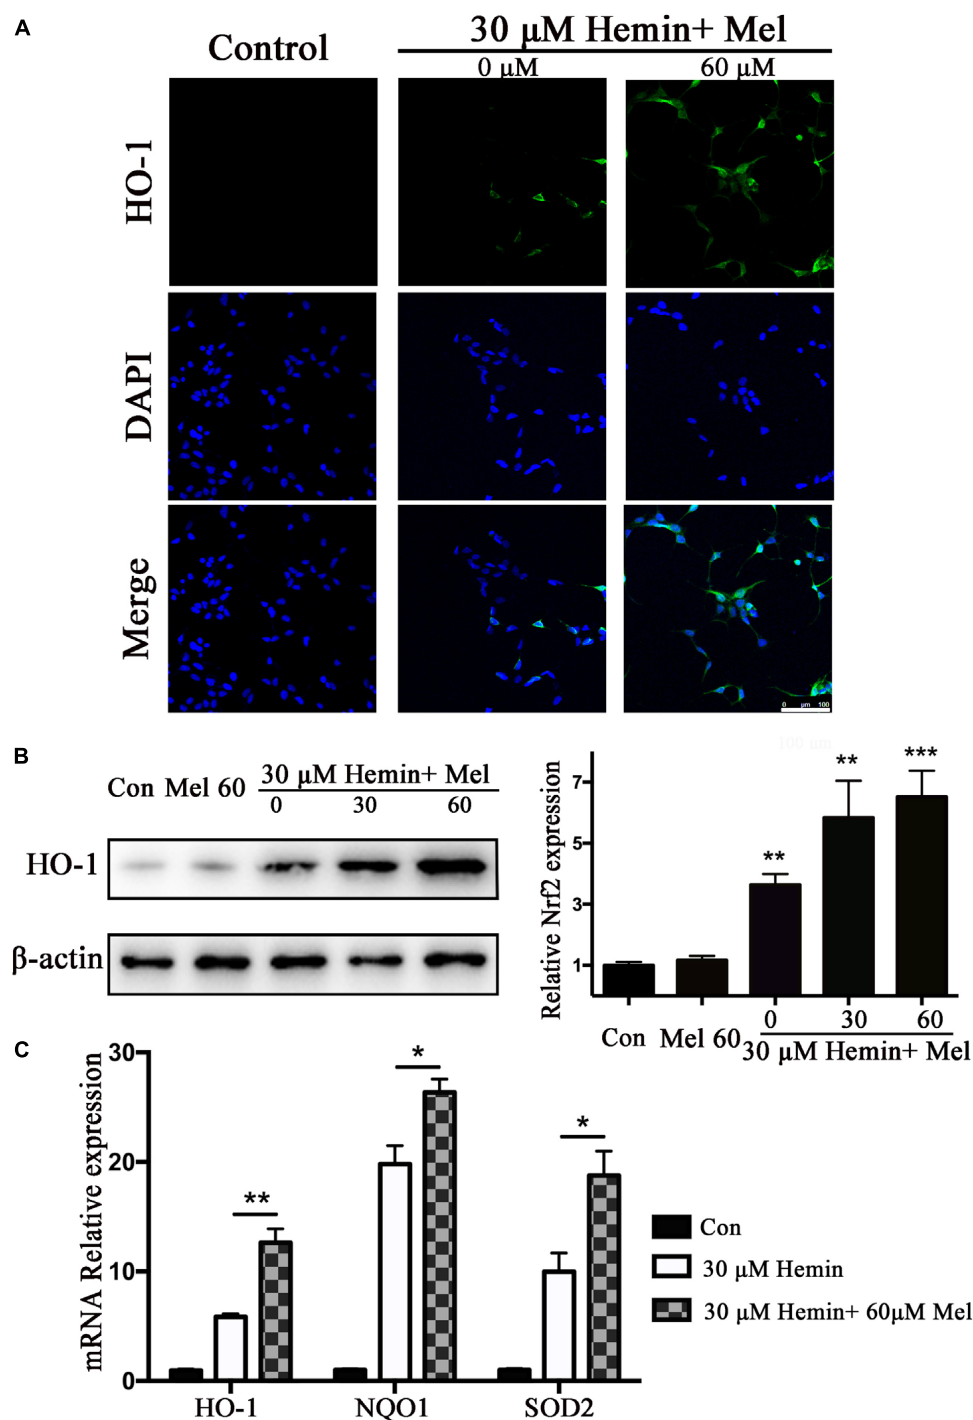 A
Control
30 μM Hemin+ Mel
0 μM
60 μM
HO-1
DAPI
Merge
0 μm 100
B
Con Mel 60
30 μM Hemin+ Mel
0 30 60
HO-1
β-actin
Relative Nrf2 expression
7
5
3
1
**
**
***
Con Mel 60
0 30 60
30 μM Hemin+ Mel
C
mRNA Relative expression
30
20
10
0
**
*
*
HO-1 NQO1 SOD2
Con
30 μM Hemin
30 μM Hemin+ 60μM Mel